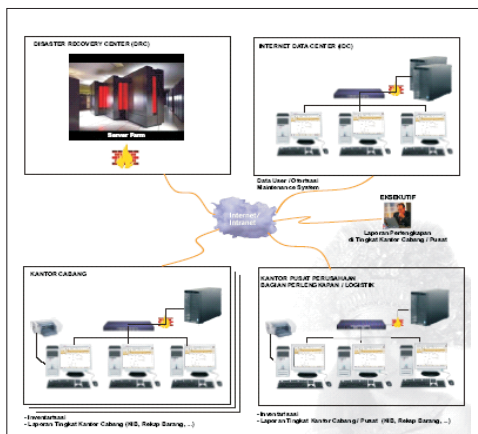 DISASTER RECOVERY CENTER (DRC)
Server Farm
INTERNET DATA CENTER (IDC)
Data User / Otorisasi
Maintenance System
Internet/
Intranet
EKSEKUTIF
Laporan Perlengkapan
di Tingkat Kantor Cabang / Pusat
KANTOR CABANG
- Inventarisasi
- Laporan Tingkat Kantor Cabang (NIB, Rekap Barang, ...)
KANTOR PUSAT PERUSAHAAN
BAGIAN PERLENGKAPAN / LOGISTIK
- Inventarisasi
- Laporan Tingkat Kantor Cabang/ Pusat (NIB, Rekap Barang, ...)